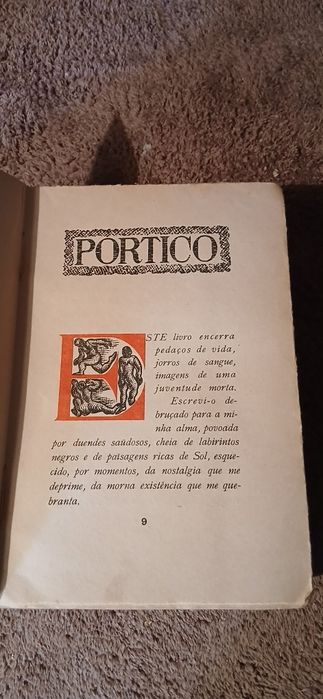 PORTICO
ESTE livro encerra
pedaços de vida,
jorros de sangue,
imagens de uma
juventude morta.
Escrevi-o de-
bruçado para a mi-
nha alma, povoada
por duendes saüdosos, cheia de labirintos
negros e de paisagens ricas de Sol, esque-
cido, por momentos, da nostalgia que me
deprime, da morna existência que me que-
branta.
9